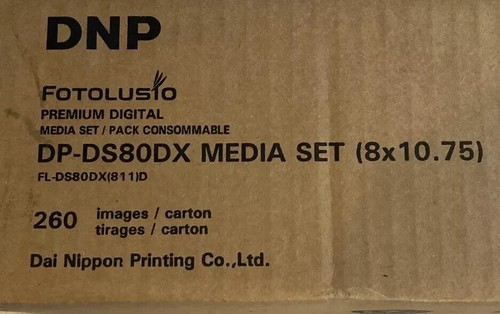 DNP
FOTOLUSIO
PREMIUM DIGITAL
MEDIA SET / PACK CONSOMMABLE
DP-DS80DX MEDIA SET (8x10.75)
FL-DS80DX(811)D
260 images / carton
tirages / carton
Dai Nippon Printing Co.,Ltd.